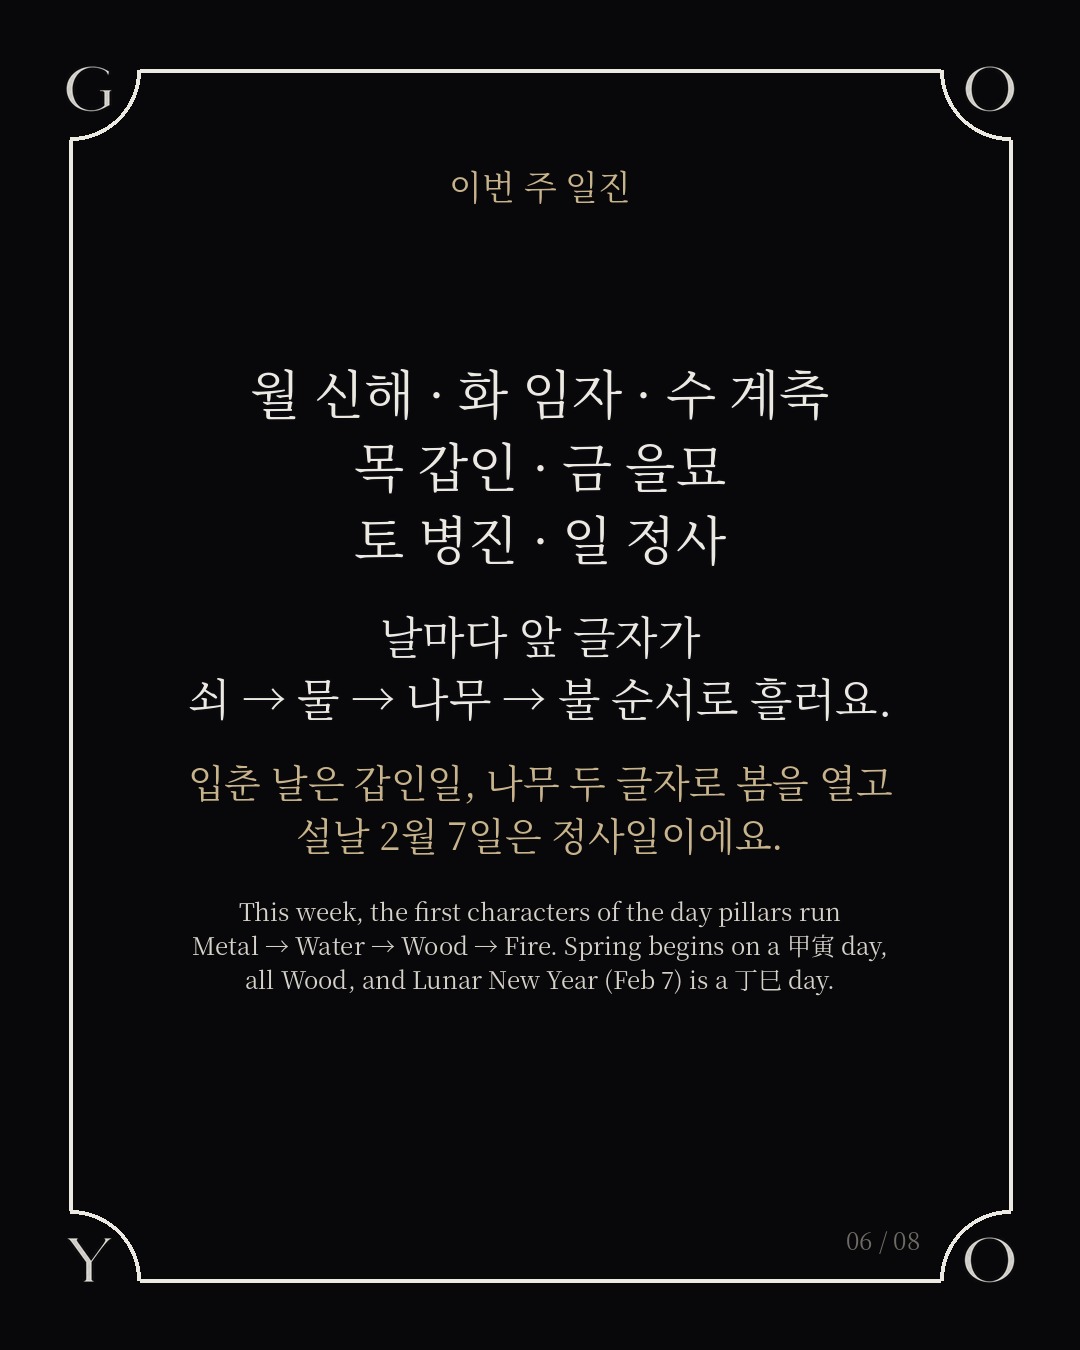 G O
이번 주 일진
월 신해 · 화 임자 · 수 계축
목 갑인 · 금 을묘
토 병진 · 일 정사
날마다 앞 글자가
쇠 → 물 → 나무 → 불 순서로 흘러요.
입춘 날은 갑인일, 나무 두 글자로 봄을 열고
설날 2월 7일은 정사일이에요.
This week, the first characters of the day pillars run
Metal → Water → Wood → Fire. Spring begins on a 甲寅 day,
all Wood, and Lunar New Year (Feb 7) is a 丁巳 day.
06 / 08
Y O